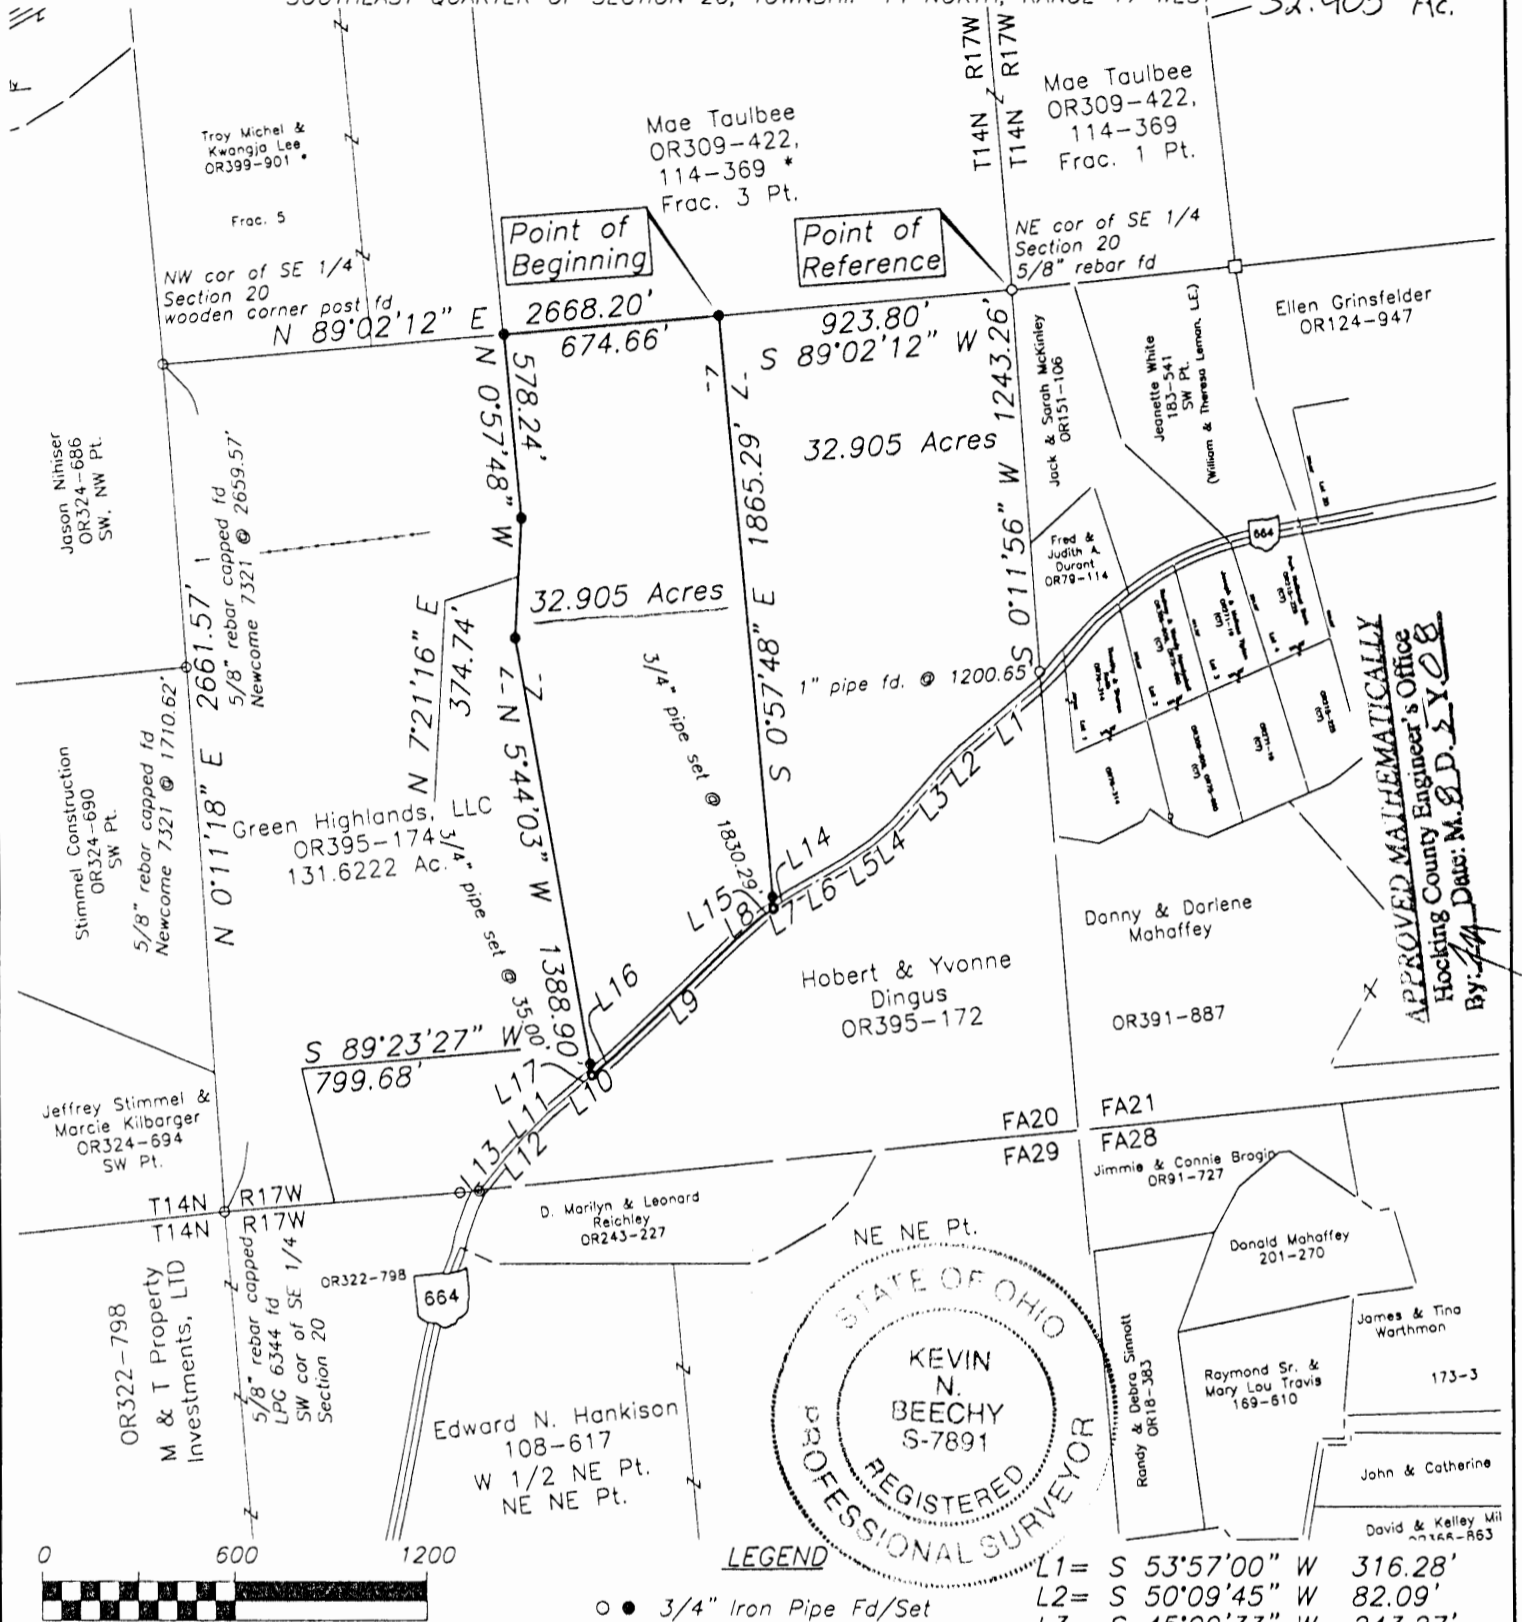 SOUTHEAST QUARTER OF SECTION 20, TOWNSHIP 14 NORTH, RANGE 17 WEST
32.905 Ac.
Troy Michel &
Kwangja Lee
OR399-901 *
Frac. 5
Mae Taulbee
OR309-422,
114-369 *
Frac. 3 Pt.
T14N R17W
T14N R17W
Mae Taulbee
OR309-422,
114-369
Frac. 1 Pt.
Point of
Beginning
Point of
Reference
NE cor of SE 1/4
Section 20
5/8" rebar fd
NW cor of SE 1/4
Section 20
wooden corner post fd
N 89°02'12" E
2668.20'
674.66'
923.80'
S 89°02'12" W
Ellen Grinsfelder
OR124-947
Jack & Sarah McKinley
OR151-106
Jeanette White
183-541
SW Pt.
(William & Theresa Lemon, L.E.)
N 0°57'48" W
578.24'
S 0°57'48" E 1865.29'
32.905 Acres
S 0°11'56" W 1243.26'
Jason Nihiser
OR324-686
SW, NW Pt.
N 0°11'18" E 2661.57'
5/8" rebar capped fd
Newcome 7321 @ 2659.57'
664
Fred &
Judith A.
Durant
OR79-114
32.905 Acres
N 7°21'16" E
374.74'
3/4" pipe set @ 1830.29'
1" pipe fd. @ 1200.65'
Stimmel Construction
OR324-690
SW Pt.
5/8" rebar capped fd
Newcome 7321 @ 1710.62'
Green Highlands, LLC
OR395-174
131.6222 Ac.
N 5°44'03" W 1388.90'
3/4" pipe set @ 35.00'
L1
L2
L3
L4
L5
L6
L7
L8
L9
L10
L11
L12
L13
L14
L15
L16
L17
APPROVED MATHEMATICALLY
Hocking County Engineer's Office
By: Date:
Danny & Darlene
Mahaffey
OR391-887
Hobert & Yvonne
Dingus
OR395-172
S 89°23'27" W
799.68'
Jeffrey Stimmel &
Marcie Kilbarger
OR324-694
SW Pt.
FA20 FA21
FA29 FA28
Jimmie & Connie Brogin
OR91-727
T14N R17W
T14N R17W
D. Marilyn & Leonard
Reichley
OR243-227
NE NE Pt.
Donald Mahaffey
201-270
OR322-798
M & T Property
Investments, LTD
5/8" rebar capped
LPG 6344 fd
SW cor of SE 1/4
Section 20
OR322-798
664
STATE OF OHIO
KEVIN
N.
BEECHY
S-7891
REGISTERED
PROFESSIONAL SURVEYOR
Randy & Debra Sinnott
OR18-383
James & Tina
Warthmon
173-3
Raymond Sr. &
Mary Lou Travis
169-610
Edward N. Hankison
108-617
W 1/2 NE Pt.
NE NE Pt.
John & Catherine
David & Kelley Mil
0 600 1200
LEGEND
3/4" Iron Pipe Fd/Set
L1= S 53°57'00" W 316.28'
L2= S 50°09'45" W 82.09'